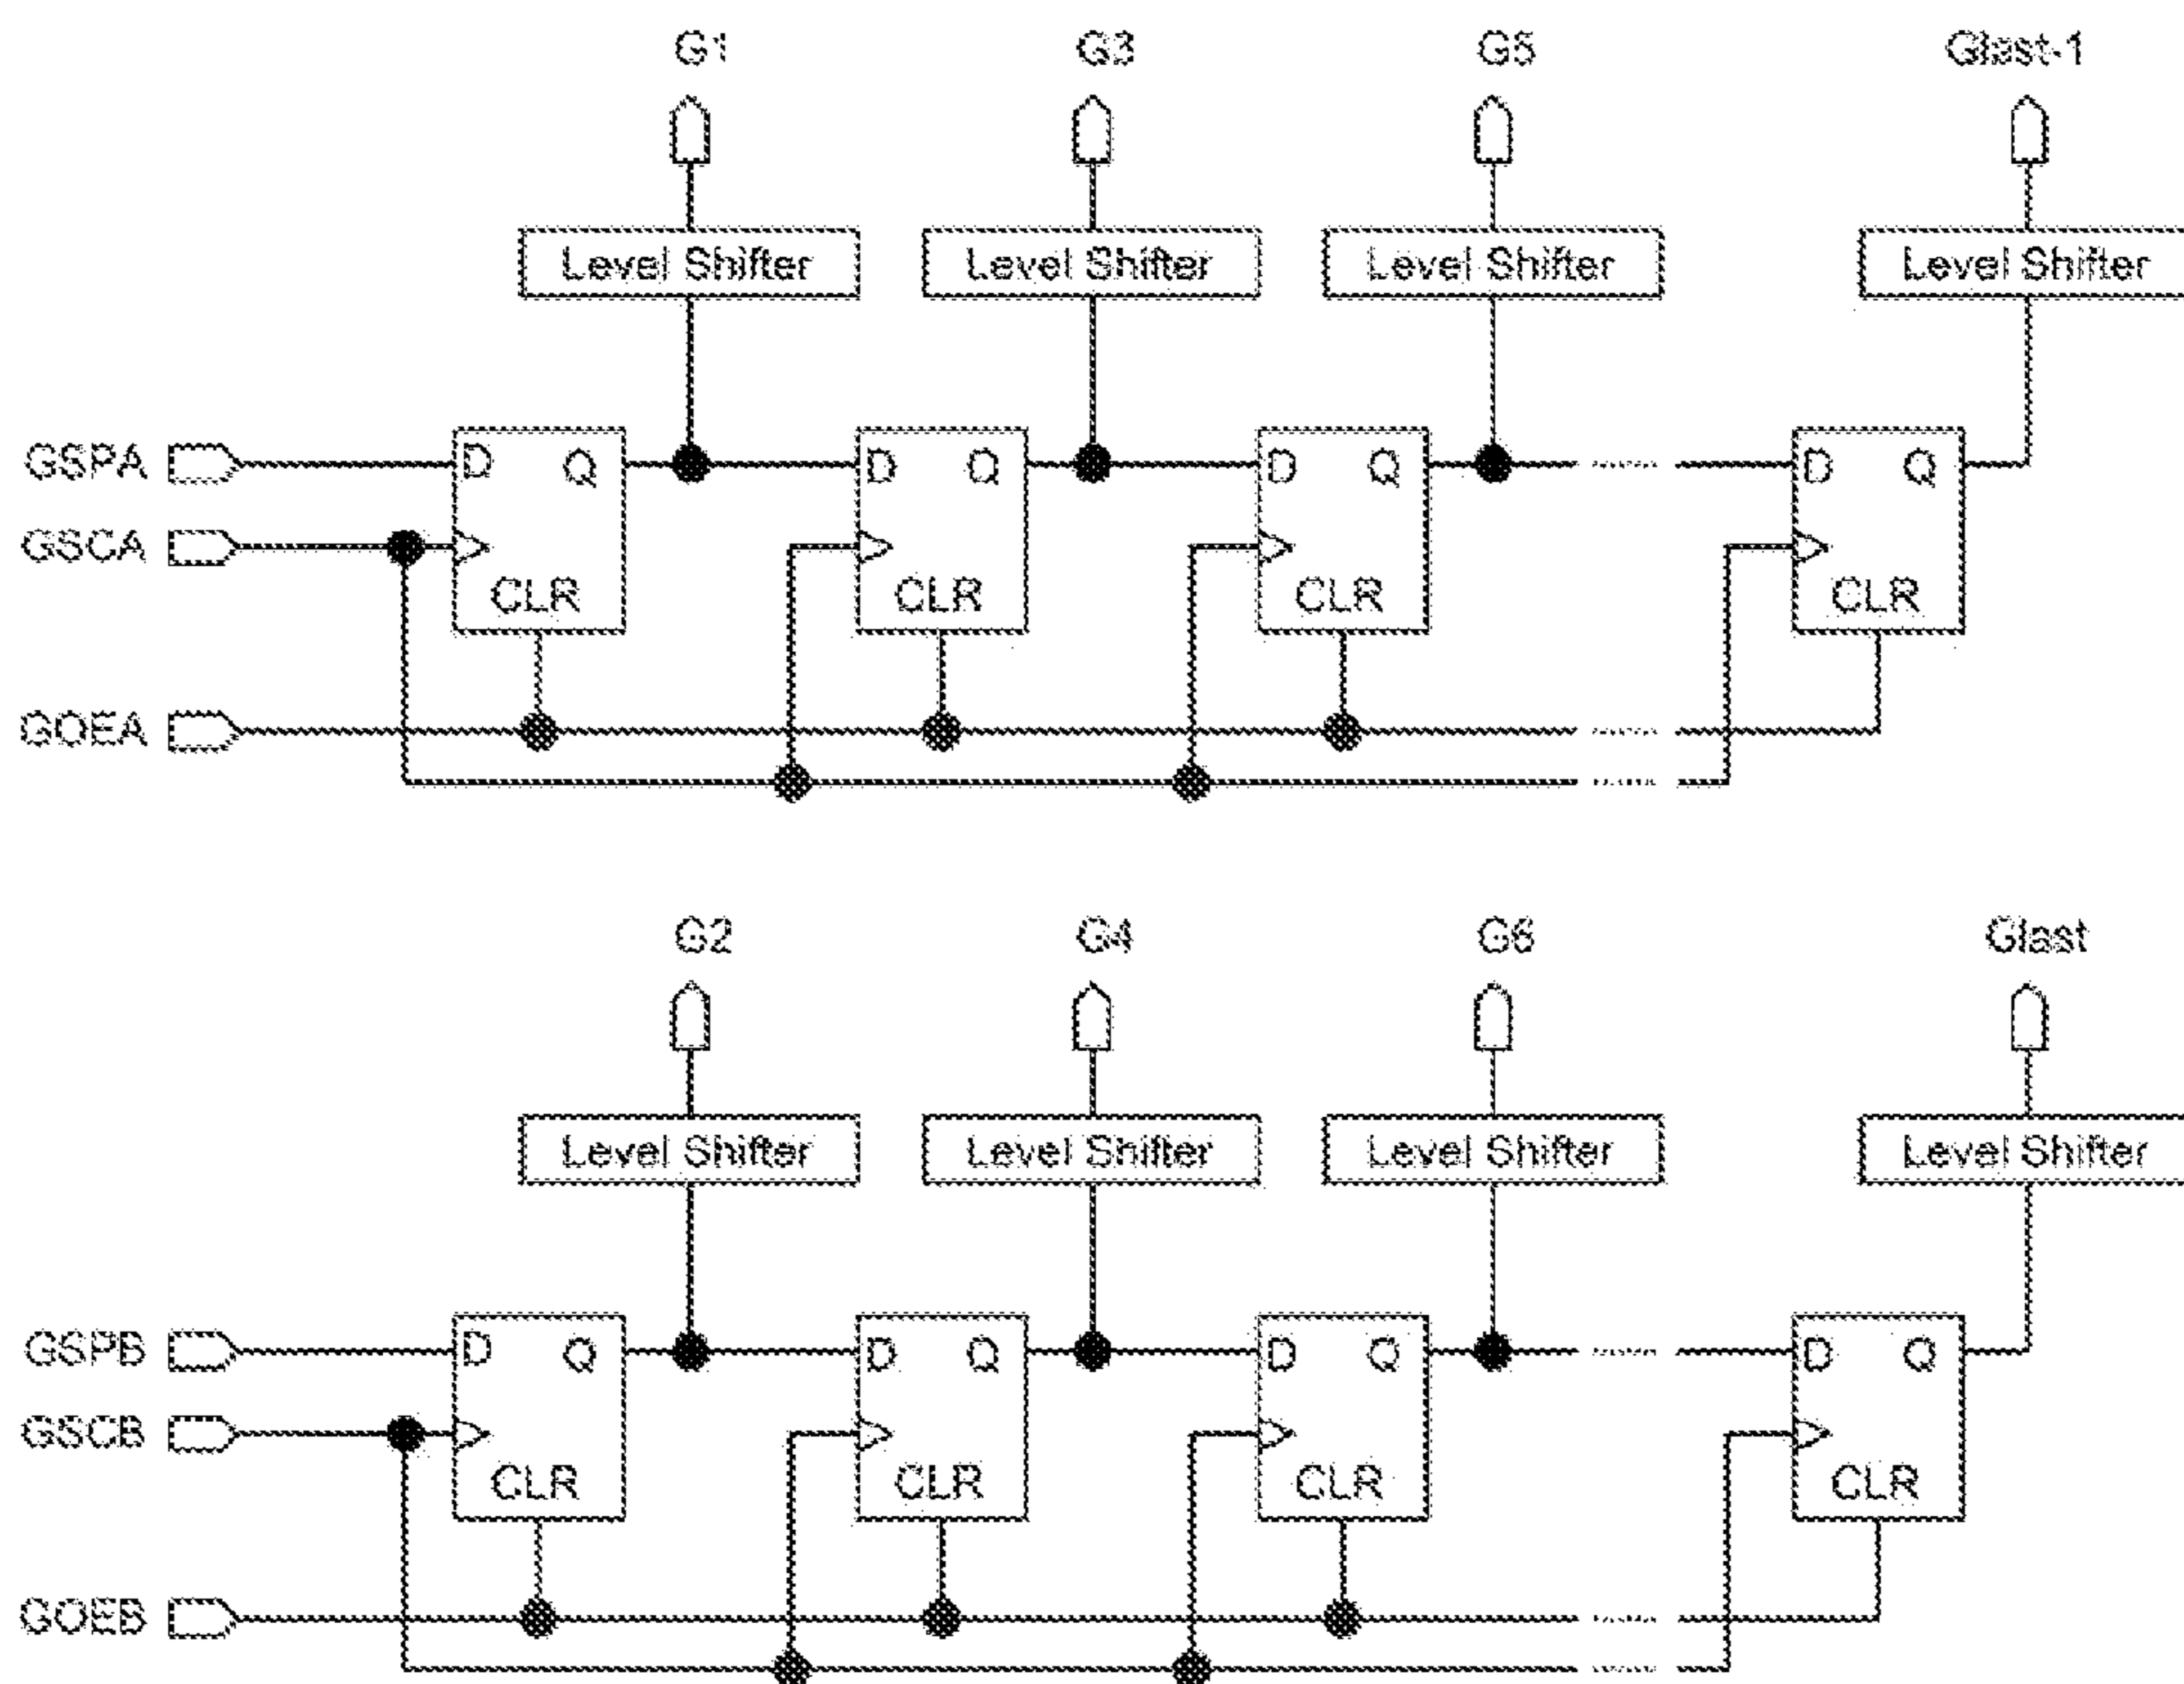 G1 G3 G5 Glast-1
Level Shifter Level Shifter Level Shifter Level Shifter
GSPA D Q D Q D Q D Q
GSCA
CLR CLR CLR CLR
GOEA
G2 G4 G6 Glast
Level Shifter Level Shifter Level Shifter Level Shifter
GSPB D Q D Q D Q D Q
GSCB
CLR CLR CLR CLR
GOEB